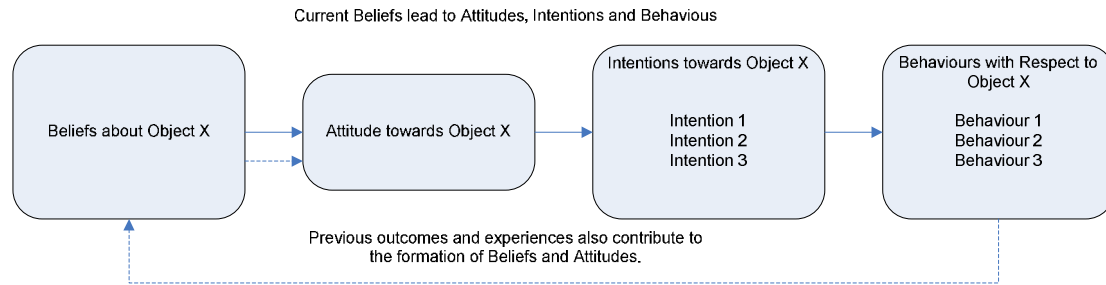 Current Beliefs lead to Attitudes, Intentions and Behavious
Beliefs about Object X
Attitude towards Object X
Intentions towards Object X
Intention 1
Intention 2
Intention 3
Behaviours with Respect to
Object X
Behaviour 1
Behaviour 2
Behaviour 3
Previous outcomes and experiences also contribute to
the formation of Beliefs and Attitudes.